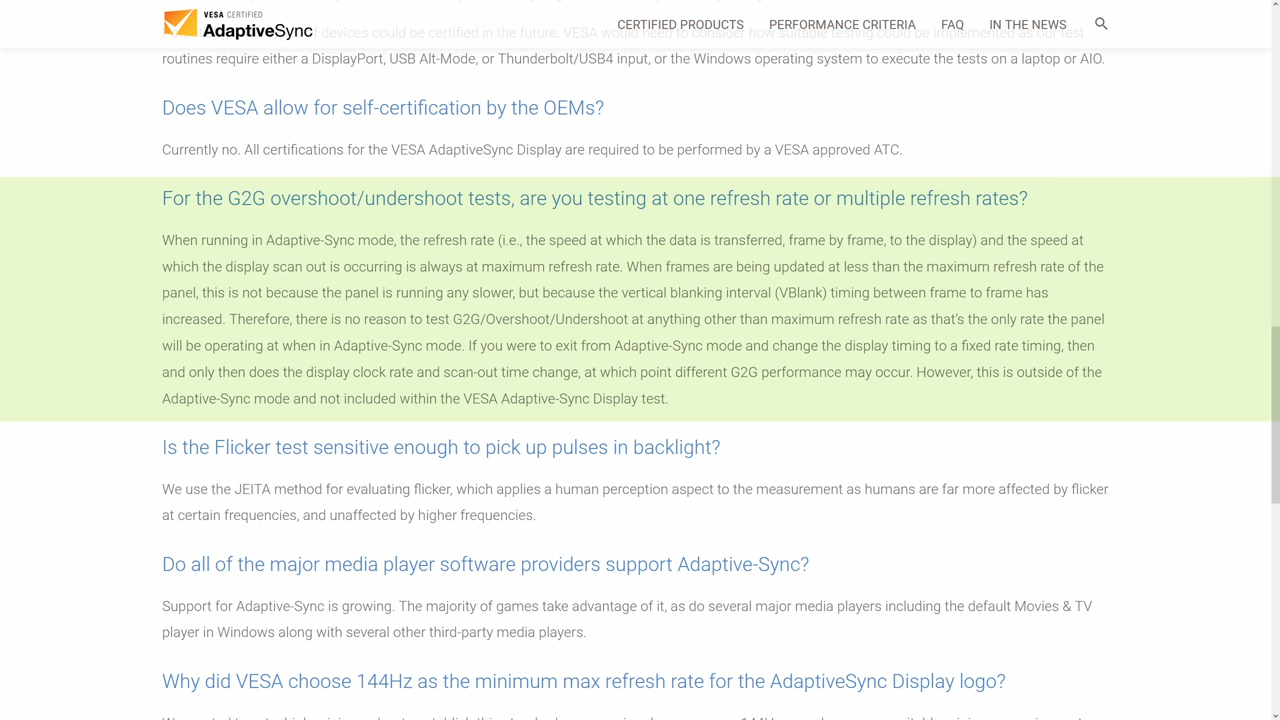 VESA CERTIFIED
AdaptiveSync
CERTIFIED PRODUCTS PERFORMANCE CRITERIA FAQ IN THE NEWS
devices could be certified in the future. VESA would need to consider how suitable testing could be implemented as our test
routines require either a DisplayPort, USB Alt-Mode, or Thunderbolt/USB4 input, or the Windows operating system to execute the tests on a laptop or AIO.
Does VESA allow for self-certification by the OEMs?
Currently no. All certifications for the VESA AdaptiveSync Display are required to be performed by a VESA approved ATC.
For the G2G overshoot/undershoot tests, are you testing at one refresh rate or multiple refresh rates?
When running in Adaptive-Sync mode, the refresh rate (i.e., the speed at which the data is transferred, frame by frame, to the display) and the speed at
which the display scan out is occurring is always at maximum refresh rate. When frames are being updated at less than the maximum refresh rate of the
panel, this is not because the panel is running any slower, but because the vertical blanking interval (VBlank) timing between frame to frame has
increased. Therefore, there is no reason to test G2G/Overshoot/Undershoot at anything other than maximum refresh rate as that's the only rate the panel
will be operating at when in Adaptive-Sync mode. If you were to exit from Adaptive-Sync mode and change the display timing to a fixed rate timing, then
and only then does the display clock rate and scan-out time change, at which point different G2G performance may occur. However, this is outside of the
Adaptive-Sync mode and not included within the VESA Adaptive-Sync Display test.
Is the Flicker test sensitive enough to pick up pulses in backlight?
We use the JEITA method for evaluating flicker, which applies a human perception aspect to the measurement as humans are far more affected by flicker
at certain frequencies, and unaffected by higher frequencies.
Do all of the major media player software providers support Adaptive-Sync?
Support for Adaptive-Sync is growing. The majority of games take advantage of it, as do several major media players including the default Movies & TV
player in Windows along with several other third-party media players.
Why did VESA choose 144Hz as the minimum max refresh rate for the AdaptiveSync Display logo?